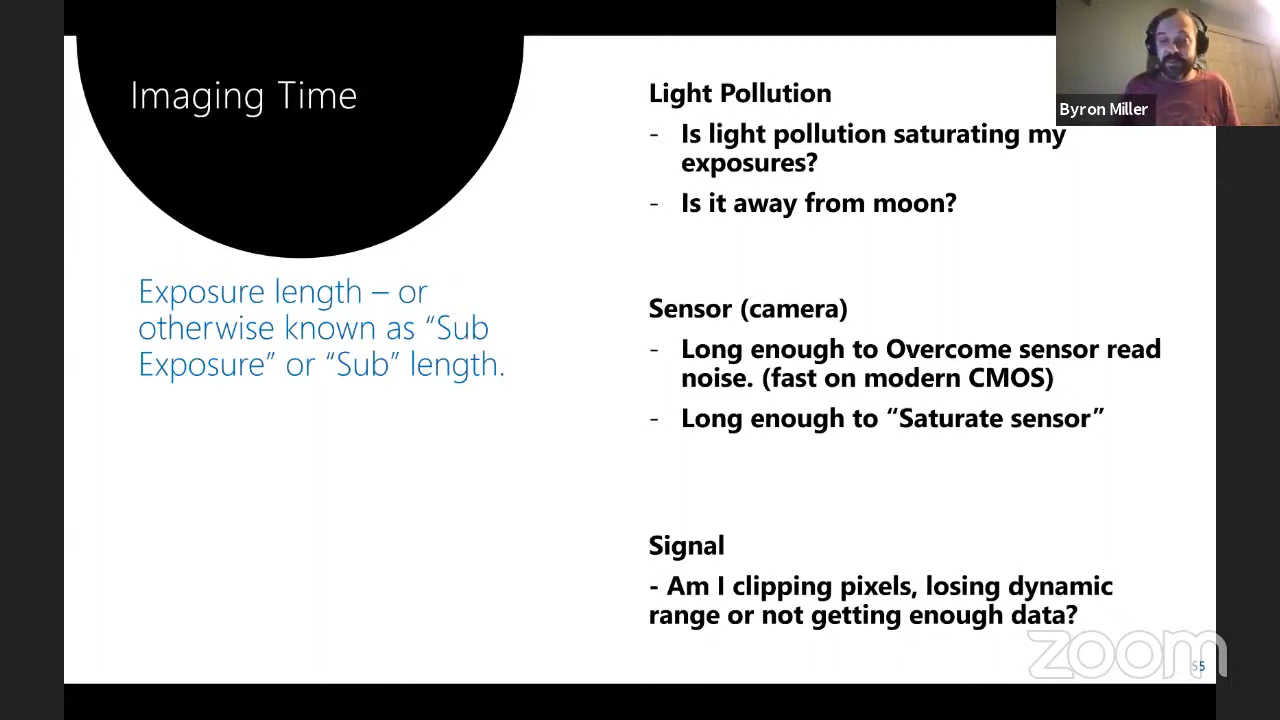 Imaging Time
Exposure length – or
otherwise known as “Sub
Exposure” or “Sub” length.
Light Pollution
- Is light pollution saturating my
exposures?
- Is it away from moon?
Sensor (camera)
- Long enough to Overcome sensor read
noise. (fast on modern CMOS)
- Long enough to “Saturate sensor”
Signal
- Am I clipping pixels, losing dynamic
range or not getting enough data?
Byron Miller
zoom
55